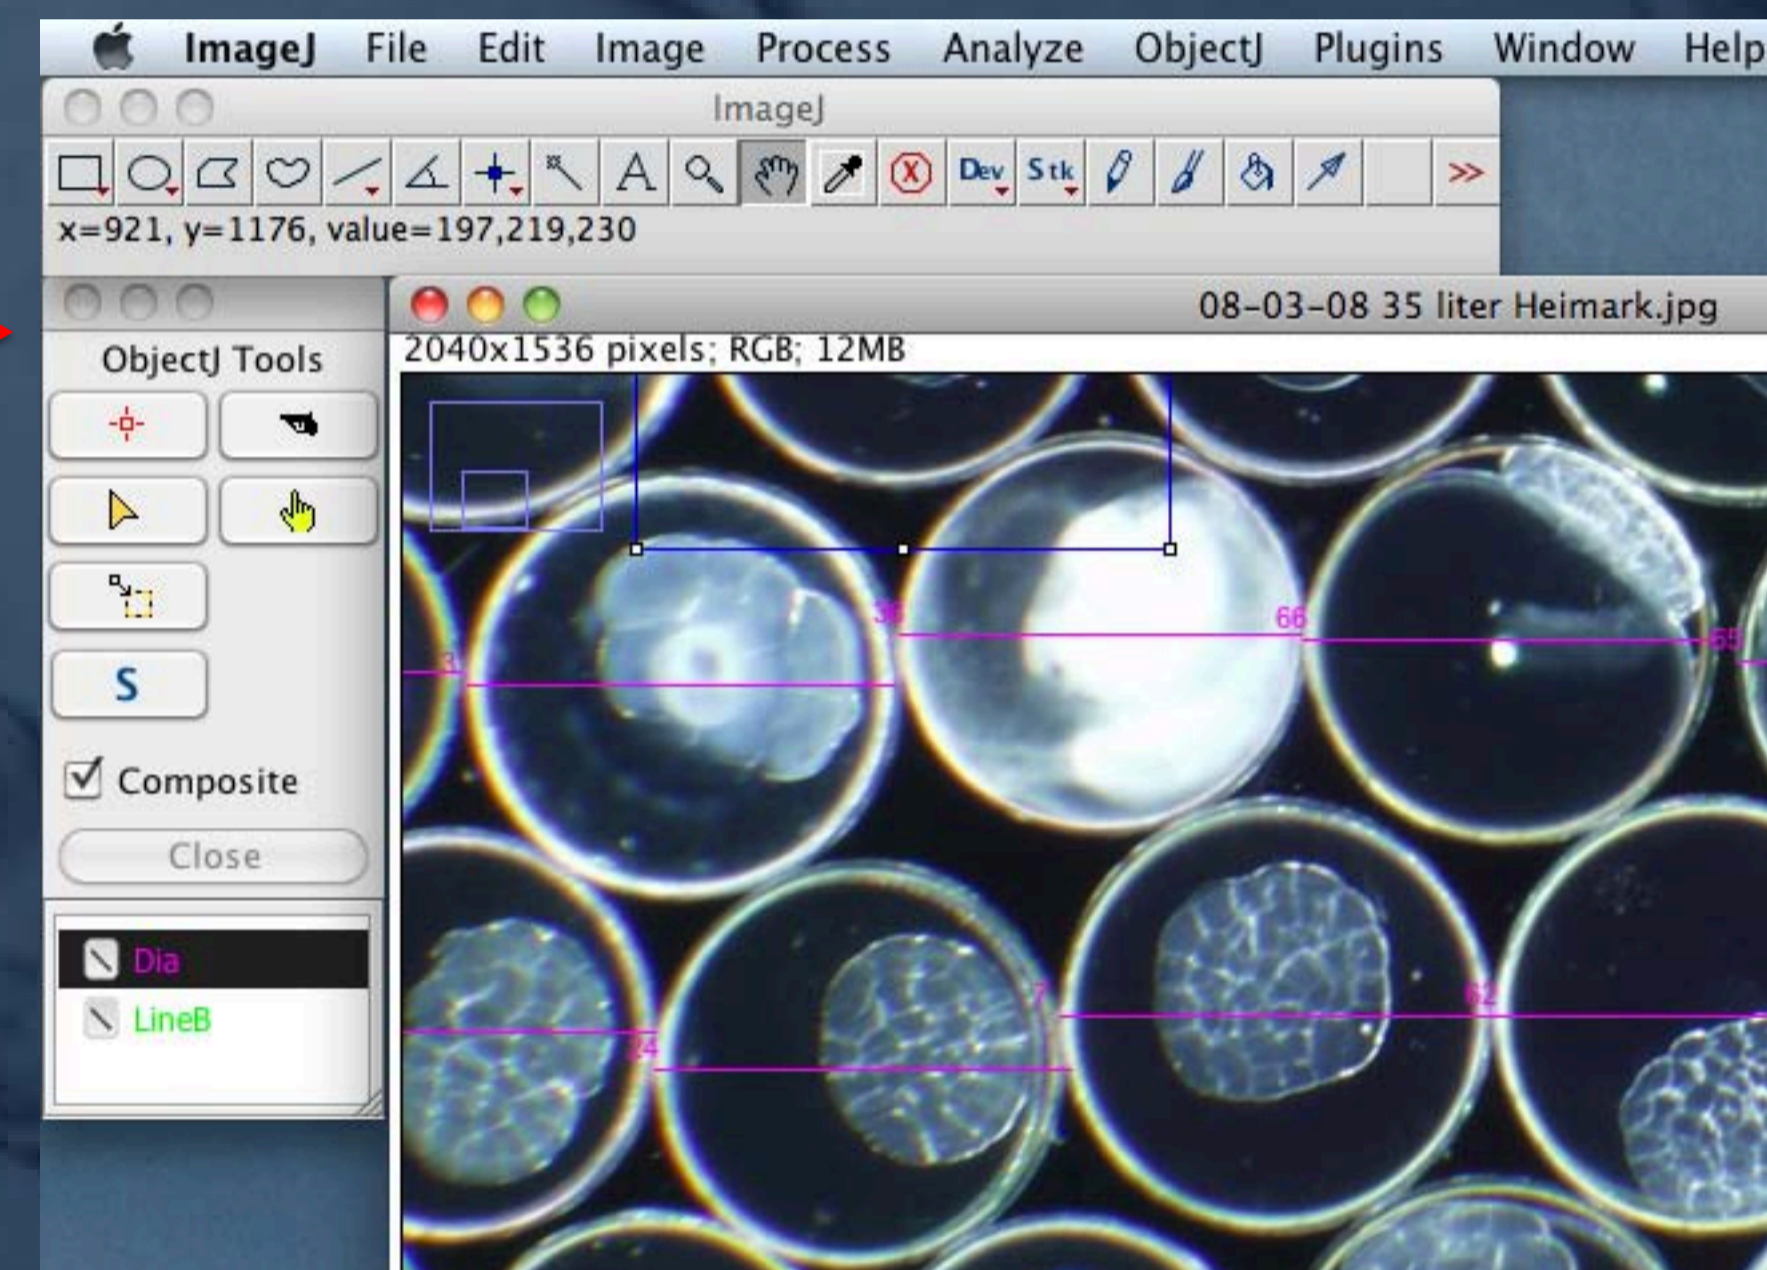 ImageJ File Edit Image Process Analyze ObjectJ Plugins Window Help
ImageJ
A X Dev Stk >>
x=921, y=1176, value=197,219,230
08-03-08 35 liter Heimark.jpg
ObjectJ Tools
2040x1536 pixels; RGB; 12MB
36
66
65
S
Composite
Close
Dia
LineB
7
62
24